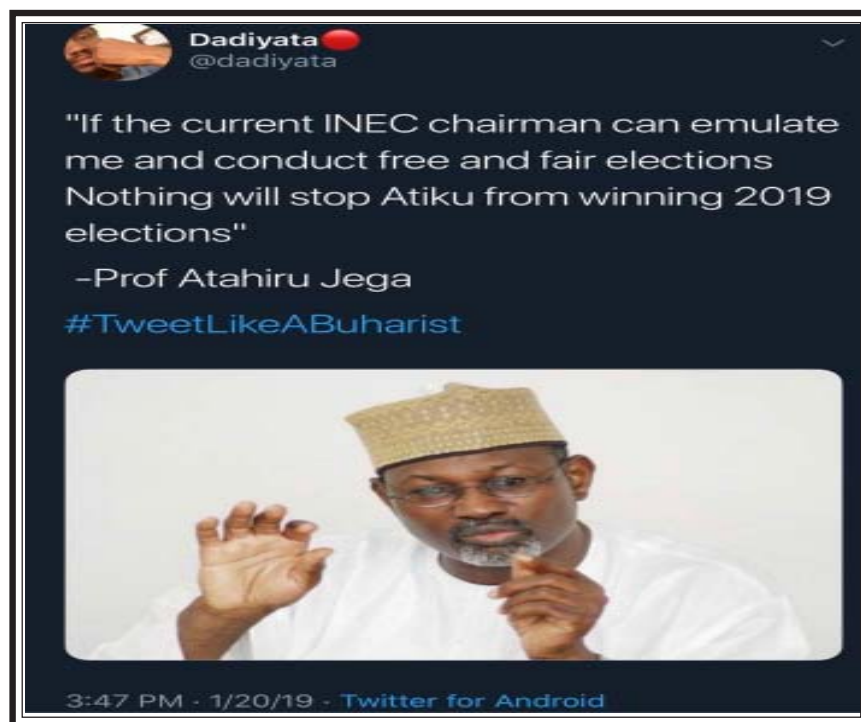 Dadiyata🔴
@dadiyata
"If the current INEC chairman can emulate
me and conduct free and fair elections
Nothing will stop Atiku from winning 2019
elections"
-Prof Atahiru Jega
#TweetLikeABuharist
3:47 PM · 1/20/19 · Twitter for Android